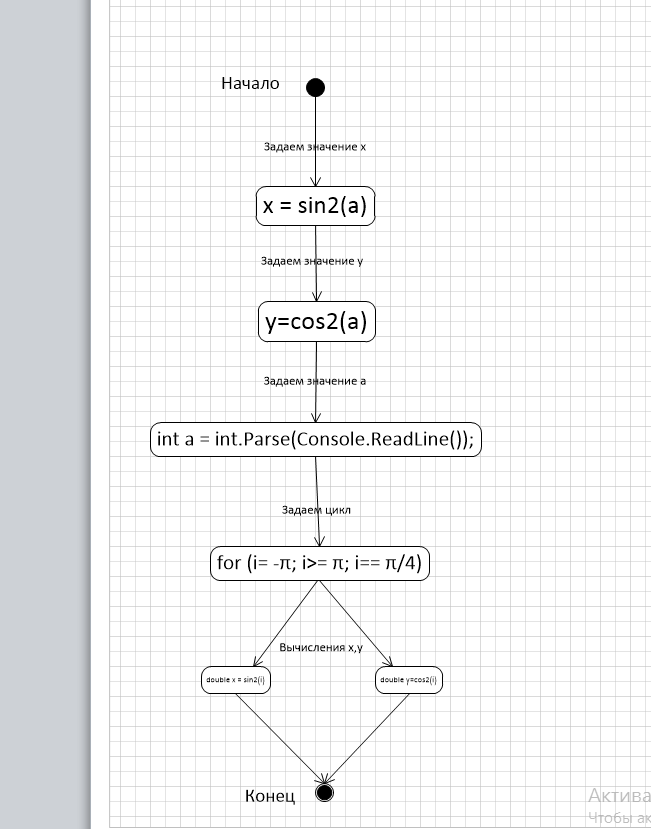 Начало
Задаем значение x
x = sin2(a)
Задаем значение y
y=cos2(a)
Задаем значение a
int a = int.Parse(Console.ReadLine());
Задаем цикл
for (i= -π; i>= π; i== π/4)
Вычисления x,y
double x = sin2(i)
double y=cos2(i)
Конец
Актива
Чтобы ак